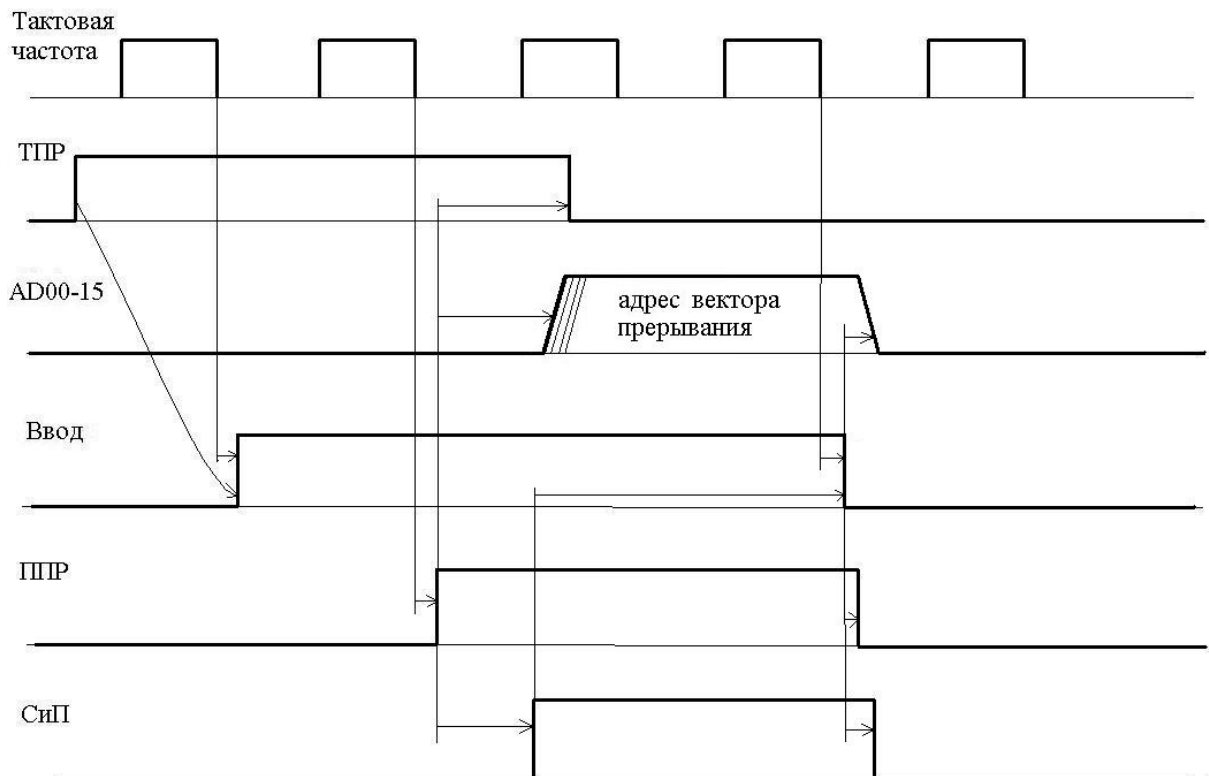 Тактовая
частота
ТПР
AD00-15
адрес вектора
прерывания
Ввод
ППР
СиП